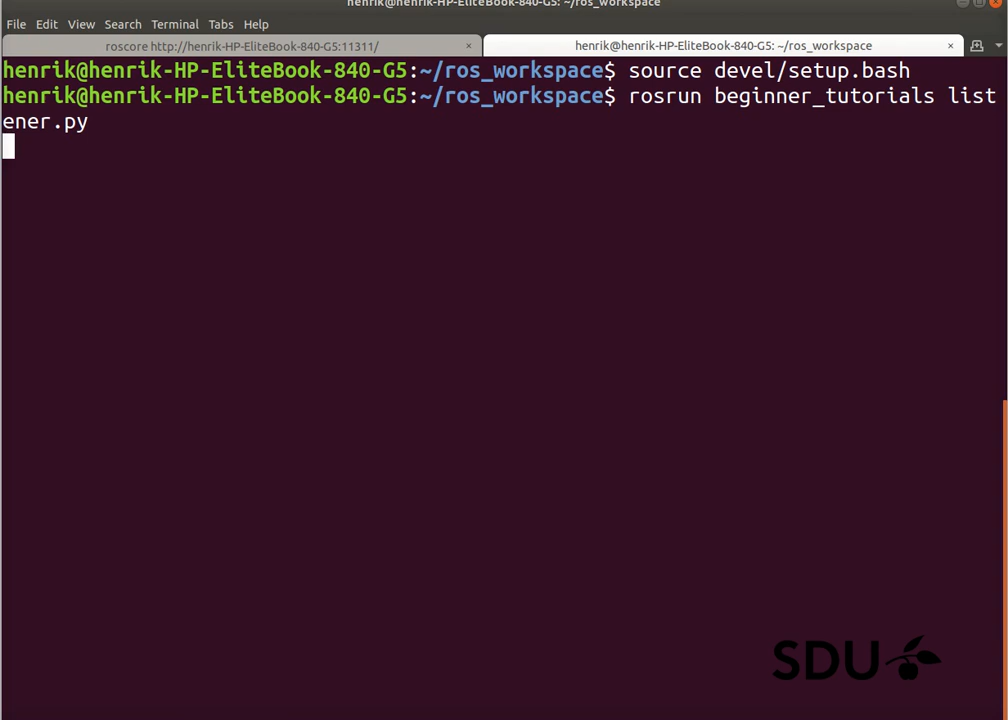 henrik@henrik-HP-EliteBook-840-G5: ~/ros_workspace
File Edit View Search Terminal Tabs Help
roscore http://henrik-HP-EliteBook-840-G5:11311/ ×
henrik@henrik-HP-EliteBook-840-G5: ~/ros_workspace ×
henrik@henrik-HP-EliteBook-840-G5:~/ros_workspace$ source devel/setup.bash
henrik@henrik-HP-EliteBook-840-G5:~/ros_workspace$ rosrun beginner_tutorials list
ener.py
SDU